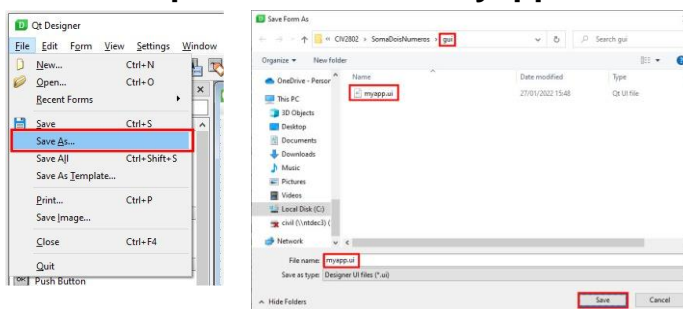 Qt Designer
File Edit Form View Settings Window
New... Ctrl+N
Open... Ctrl+O
Recent Forms
Save Ctrl+S
Save As...
Save All Ctrl+Shift+S
Save As Template...
Print... Ctrl+P
Save Image...
Close Ctrl+F4
Quit
Push Button
Save Form As
« CIV2802 > SomaDoisNumeros > gui
Search gui
Organize New folder
Name Date modified Type
myapp.ui 27/01/2022 15:48 Qt UI file
OneDrive - Person
This PC
3D Objects
Desktop
Documents
Downloads
Music
Pictures
Videos
Local Disk (C:)
civil (\\ntdec3) (
Network
File name: myapp.ui
Save as type: Designer UI files (*.ui)
Hide Folders
Save Cancel